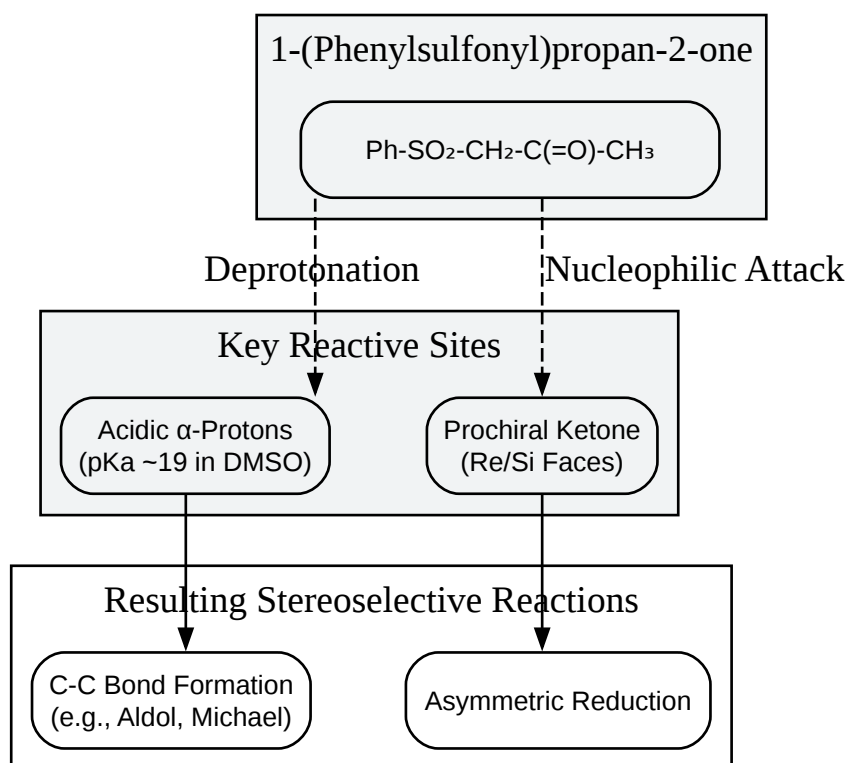 1-(Phenylsulfonyl)propan-2-one
Ph-SO₂-CH₂-C(=O)-CH₃
Deprotonation
Nucleophilic Attack
Key Reactive Sites
Acidic α-Protons
(pKa ~19 in DMSO)
Prochiral Ketone
(Re/Si Faces)
Resulting Stereoselective Reactions
C-C Bond Formation
(e.g., Aldol, Michael)
Asymmetric Reduction